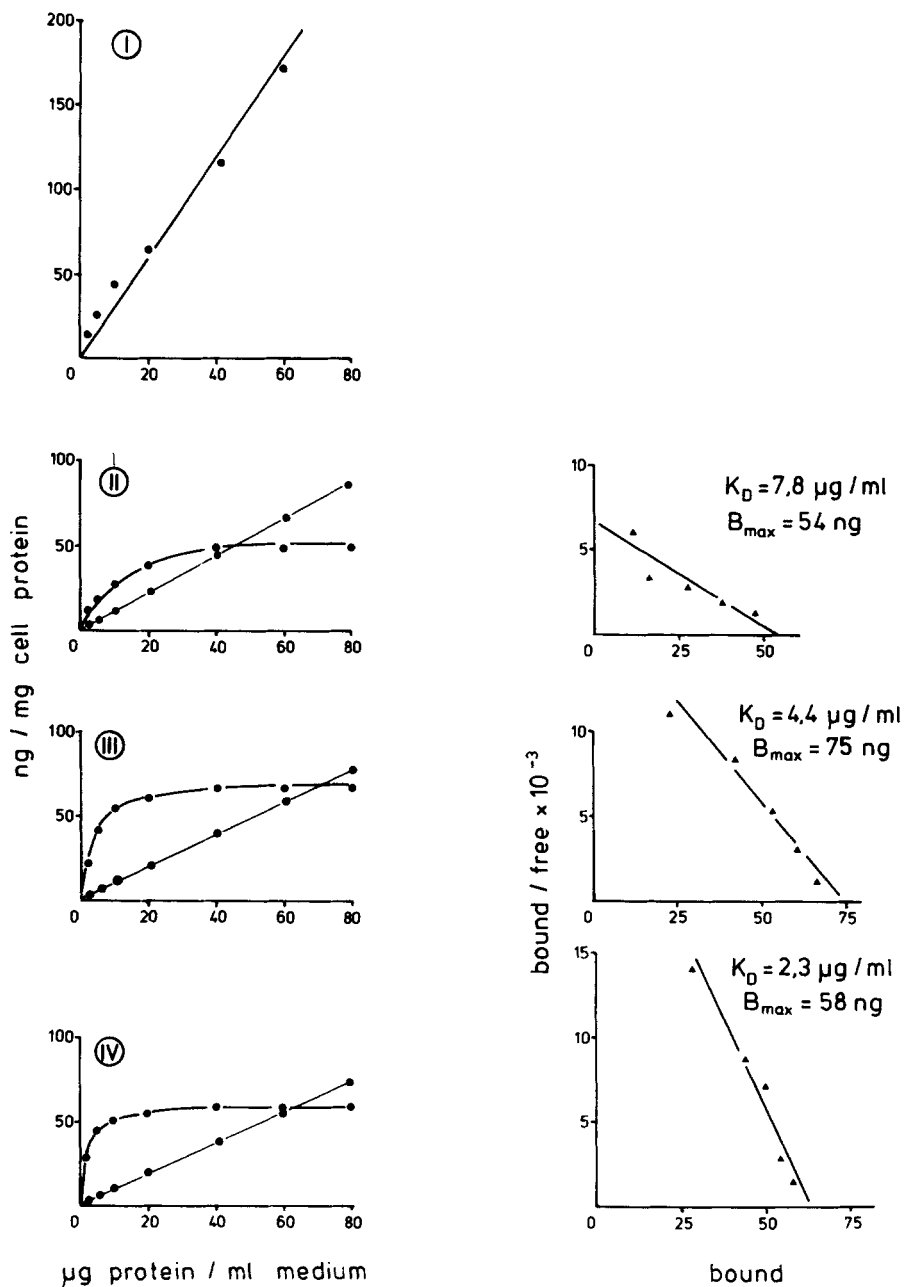 200
150
100
50
0 20 40 60 80
I
100
50
0 20 40 60 80
II
10
5
0 25 50
K_D = 7,8 µg / ml
B_max = 54 ng
100
50
0 20 40 60 80
III
10
5
0 25 50 75
K_D = 4,4 µg / ml
B_max = 75 ng
100
50
0 20 40 60 80
IV
15
10
5
0 25 50 75
K_D = 2,3 µg / ml
B_max = 58 ng
ng / mg cell protein
bound / free × 10⁻³
µg protein / ml medium
bound